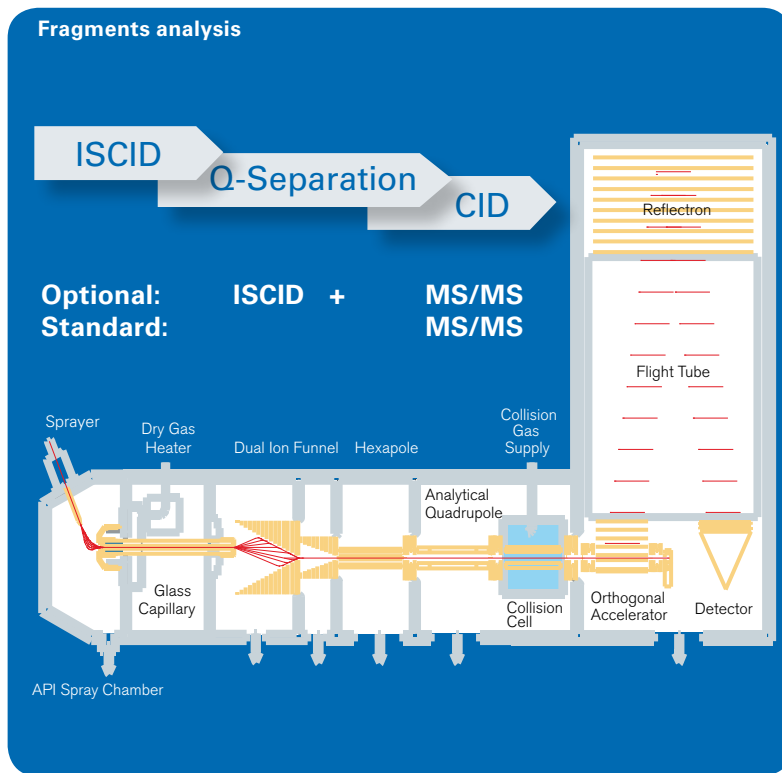 Fragments analysis
ISCID
Q-Separation
CID
Optional: ISCID + MS/MS
Standard: MS/MS
Reflectron
Flight Tube
Sprayer
Dry Gas
Heater
Dual Ion Funnel
Hexapole
Collision
Gas
Supply
Analytical
Quadrupole
Glass
Capillary
Collision
Cell
Orthogonal
Accelerator
Detector
API Spray Chamber